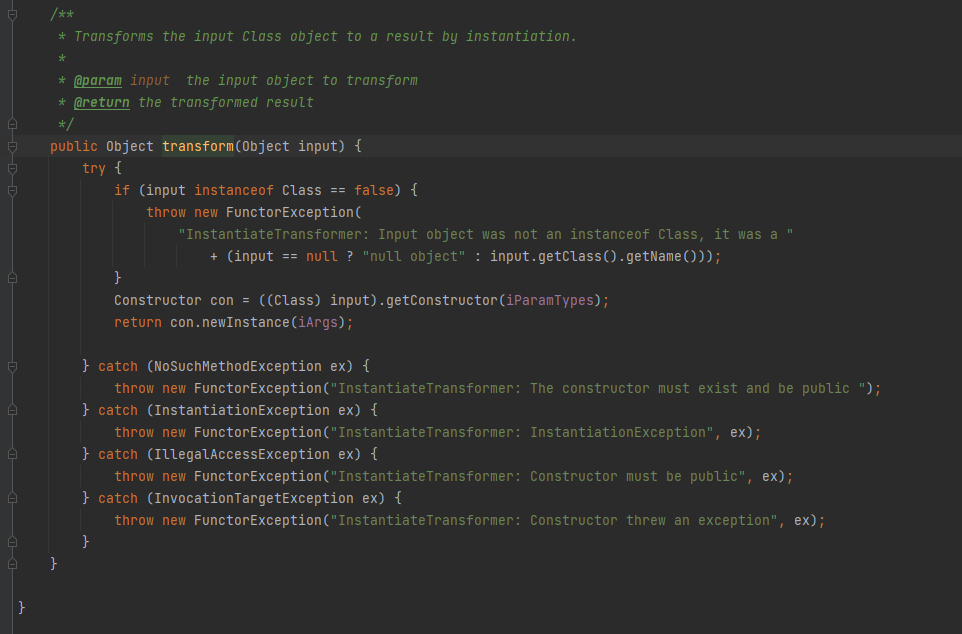 /**
 * Transforms the input Class object to a result by instantiation.
 *
 * @param input  the input object to transform
 * @return the transformed result
 */
public Object transform(Object input) {
    try {
        if (input instanceof Class == false) {
            throw new FunctorException(
                "InstantiateTransformer: Input object was not an instanceof Class, it was a "
                    + (input == null ? "null object" : input.getClass().getName()));
        }
        Constructor con = ((Class) input).getConstructor(iParamTypes);
        return con.newInstance(iArgs);

    } catch (NoSuchMethodException ex) {
        throw new FunctorException("InstantiateTransformer: The constructor must exist and be public ");
    } catch (InstantiationException ex) {
        throw new FunctorException("InstantiateTransformer: InstantiationException", ex);
    } catch (IllegalAccessException ex) {
        throw new FunctorException("InstantiateTransformer: Constructor must be public", ex);
    } catch (InvocationTargetException ex) {
        throw new FunctorException("InstantiateTransformer: Constructor threw an exception", ex);
    }
}

}